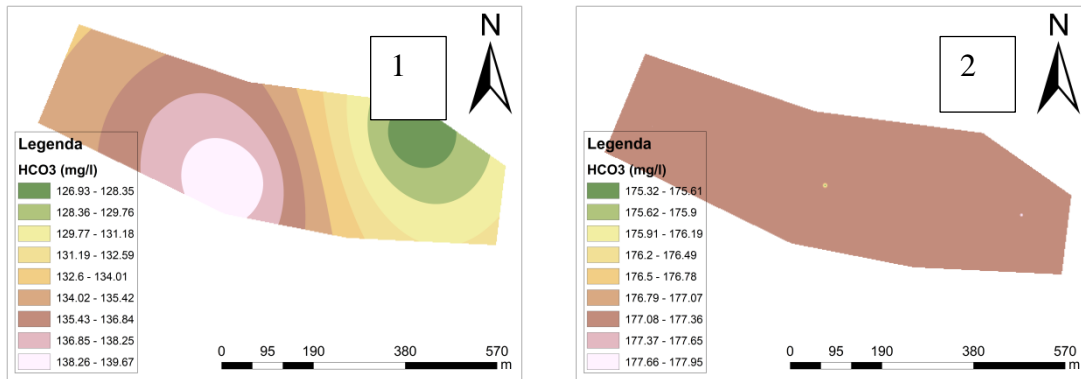 1
N
Legenda
HCO3 (mg/l)
126.93 - 128.35
128.36 - 129.76
129.77 - 131.18
131.19 - 132.59
132.6 - 134.01
134.02 - 135.42
135.43 - 136.84
136.85 - 138.25
138.26 - 139.67
0 95 190 380 570
m
2
N
Legenda
HCO3 (mg/l)
175.32 - 175.61
175.62 - 175.9
175.91 - 176.19
176.2 - 176.49
176.5 - 176.78
176.79 - 177.07
177.08 - 177.36
177.37 - 177.65
177.66 - 177.95
0 95 190 380 570
m